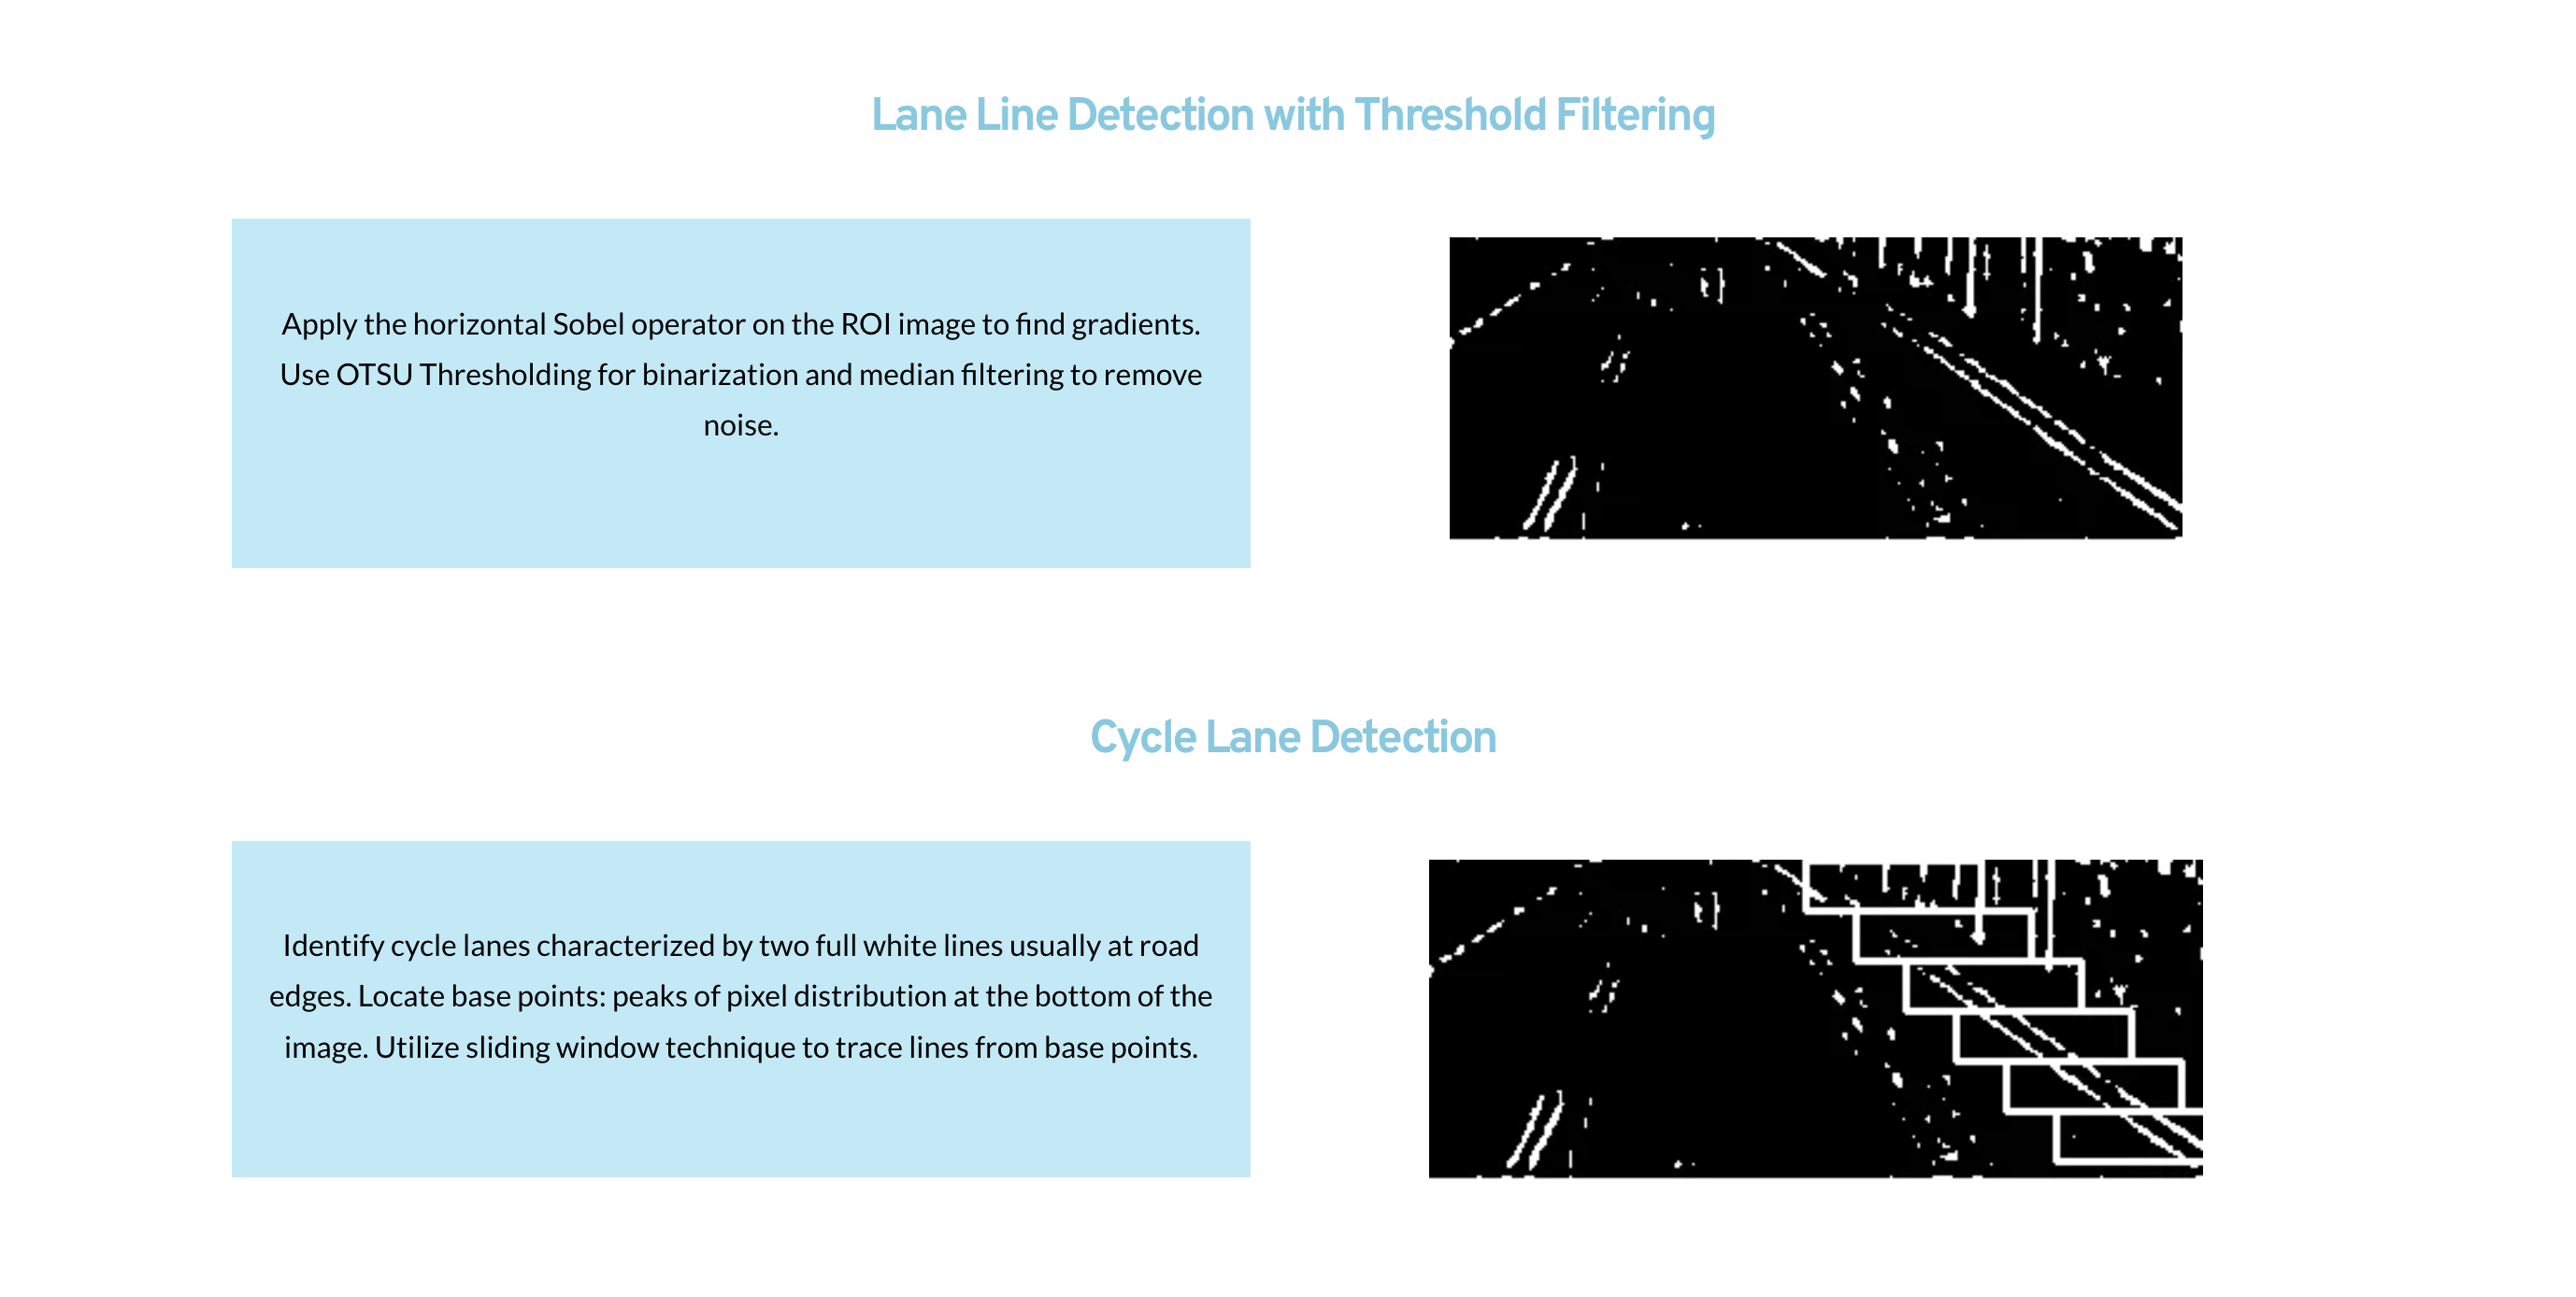 Lane Line Detection with Threshold Filtering
Apply the horizontal Sobel operator on the ROI image to find gradients.
Use OTSU Thresholding for binarization and median filtering to remove
noise.
Cycle Lane Detection
Identify cycle lanes characterized by two full white lines usually at road
edges. Locate base points: peaks of pixel distribution at the bottom of the
image. Utilize sliding window technique to trace lines from base points.